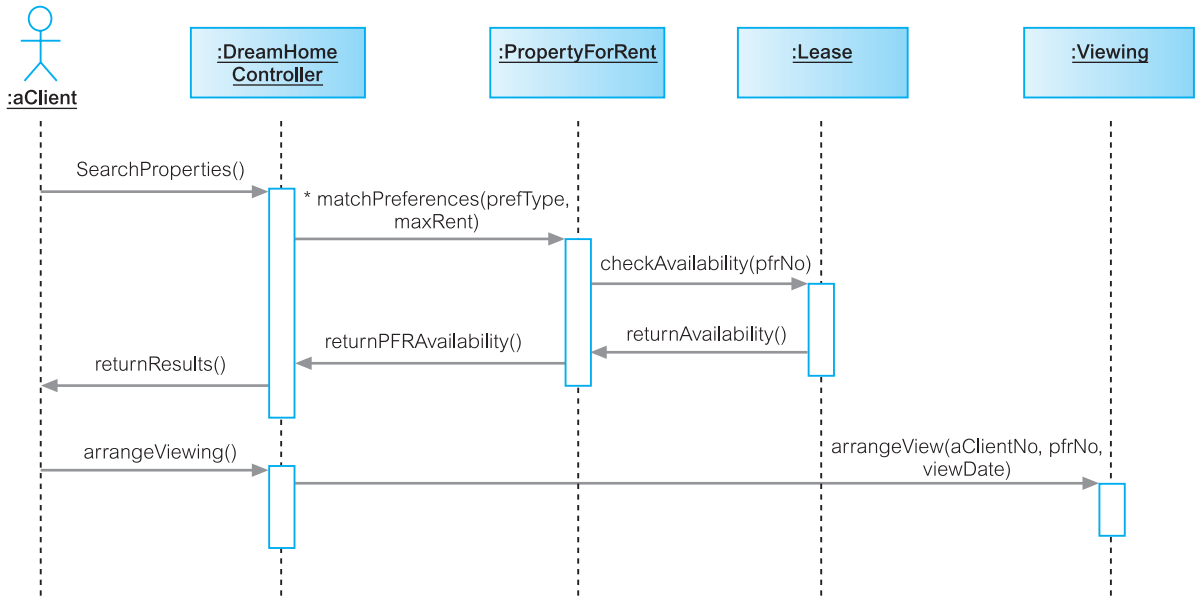 :aClient
:DreamHome
Controller
:PropertyForRent
:Lease
:Viewing
SearchProperties()
* matchPreferences(prefType,
maxRent)
checkAvailability(pfrNo)
returnAvailability()
returnPFRAvailability()
returnResults()
arrangeViewing()
arrangeView(aClientNo, pfrNo,
viewDate)